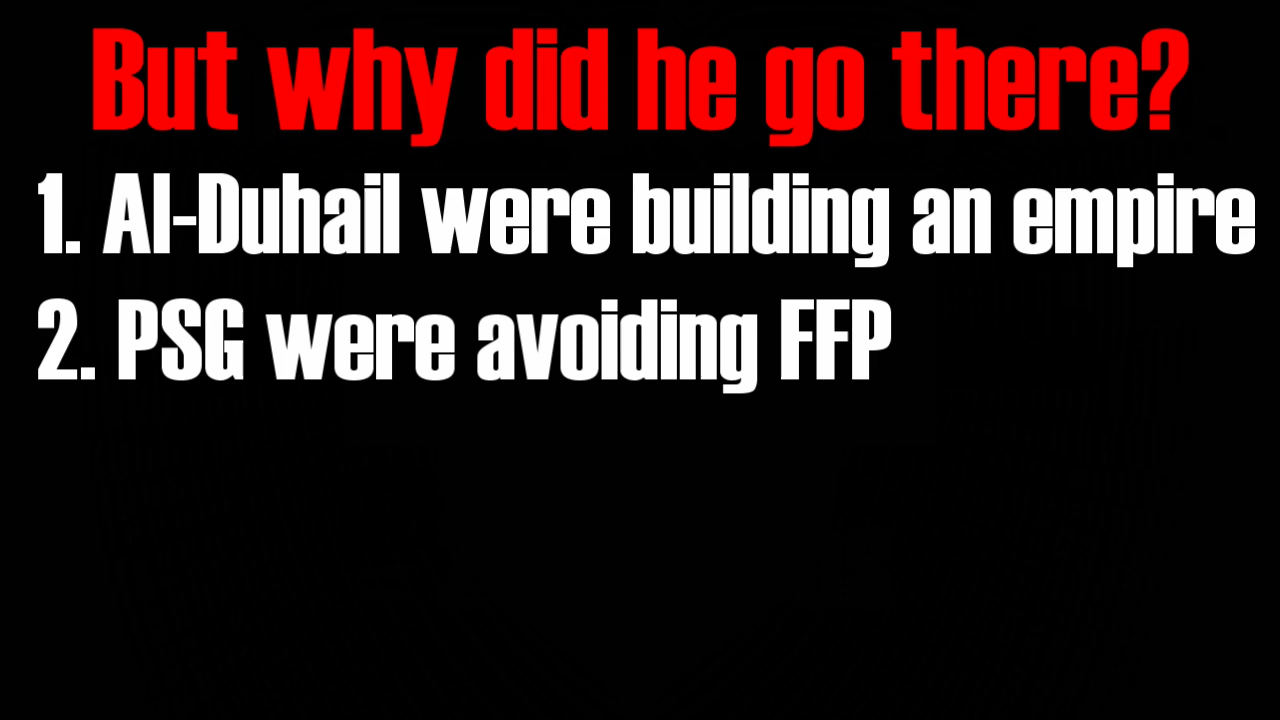 But why did he go there?
1. Al-Duhail were building an empire
2. PSG were avoiding FFP